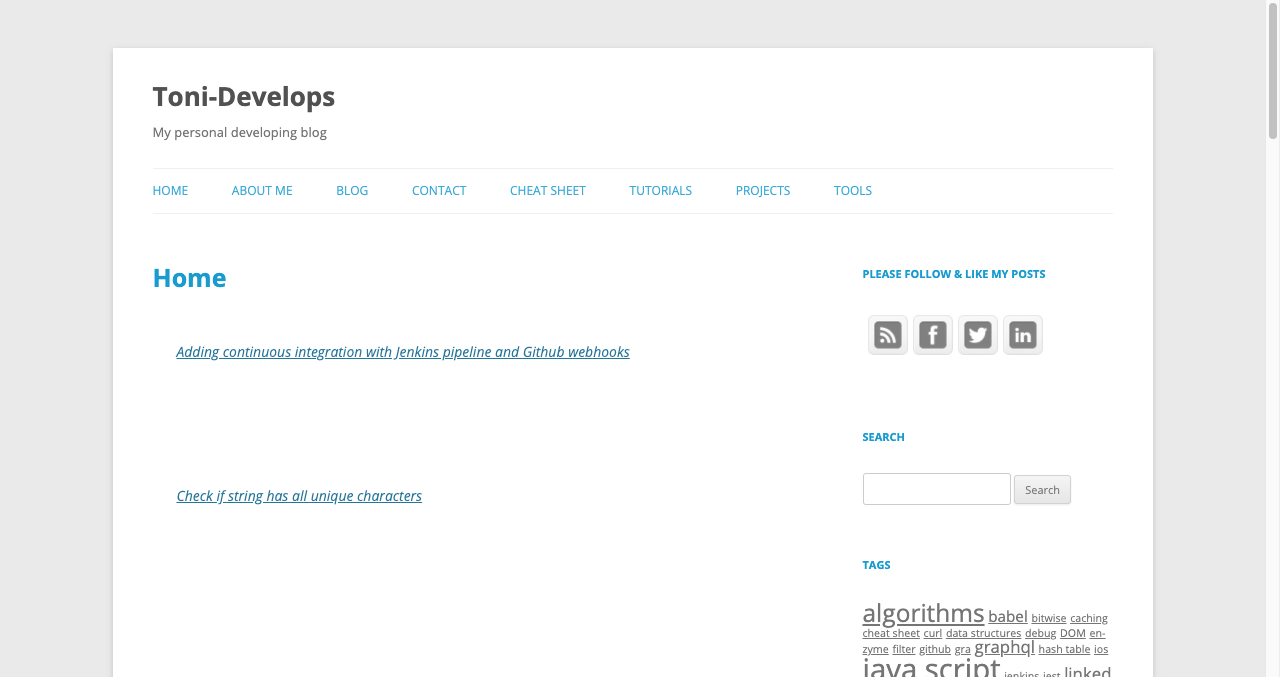 Toni-Develops
My personal developing blog
HOME ABOUT ME BLOG CONTACT CHEAT SHEET TUTORIALS PROJECTS TOOLS
Home
Adding continuous integration with Jenkins pipeline and Github webhooks
Check if string has all unique characters
PLEASE FOLLOW & LIKE MY POSTS
SEARCH
Search
TAGS
algorithms babel bitwise caching
cheat sheet curl data structures debug DOM en-
zyme filter github gra graphql hash table ios
java script jenkins jest linked